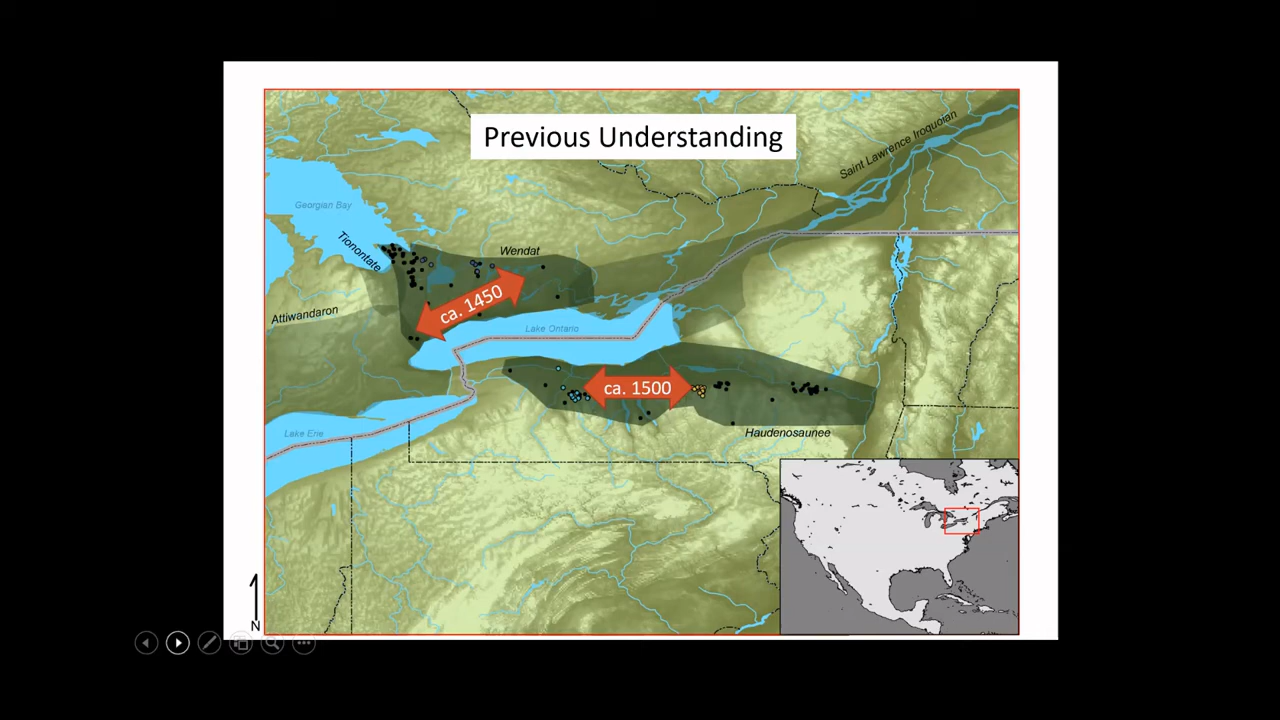 Previous Understanding
Saint Lawrence Iroquoian
Georgian Bay
Tionontate
Wendat
ca. 1450
Attiwandaron
Lake Ontario
ca. 1500
Lake Erie
Haudenosaunee
N